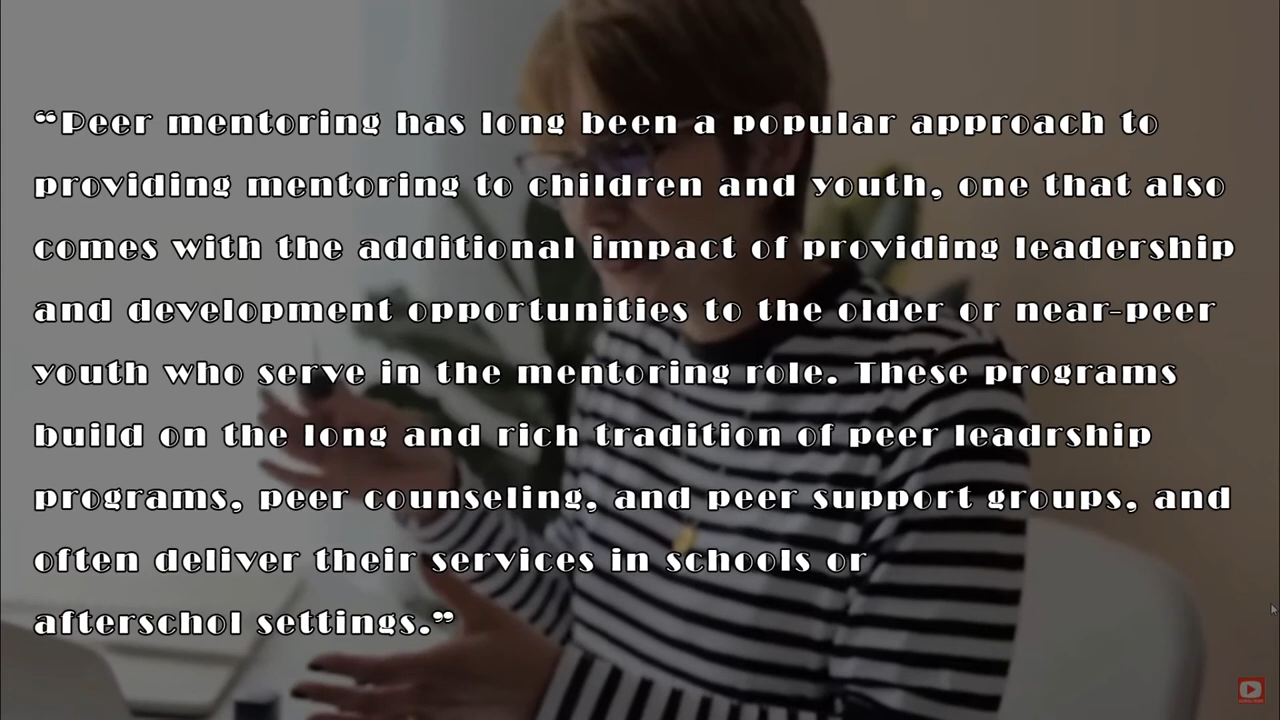 “Peer mentoring has long been a popular approach to
providing mentoring to children and youth, one that also
comes with the additional impact of providing leadership
and development opportunities to the older or near-peer
youth who serve in the mentoring role. These programs
build on the long and rich tradition of peer leadrship
programs, peer counseling, and peer support groups, and
often deliver their services in schools or
afterschol settings.”